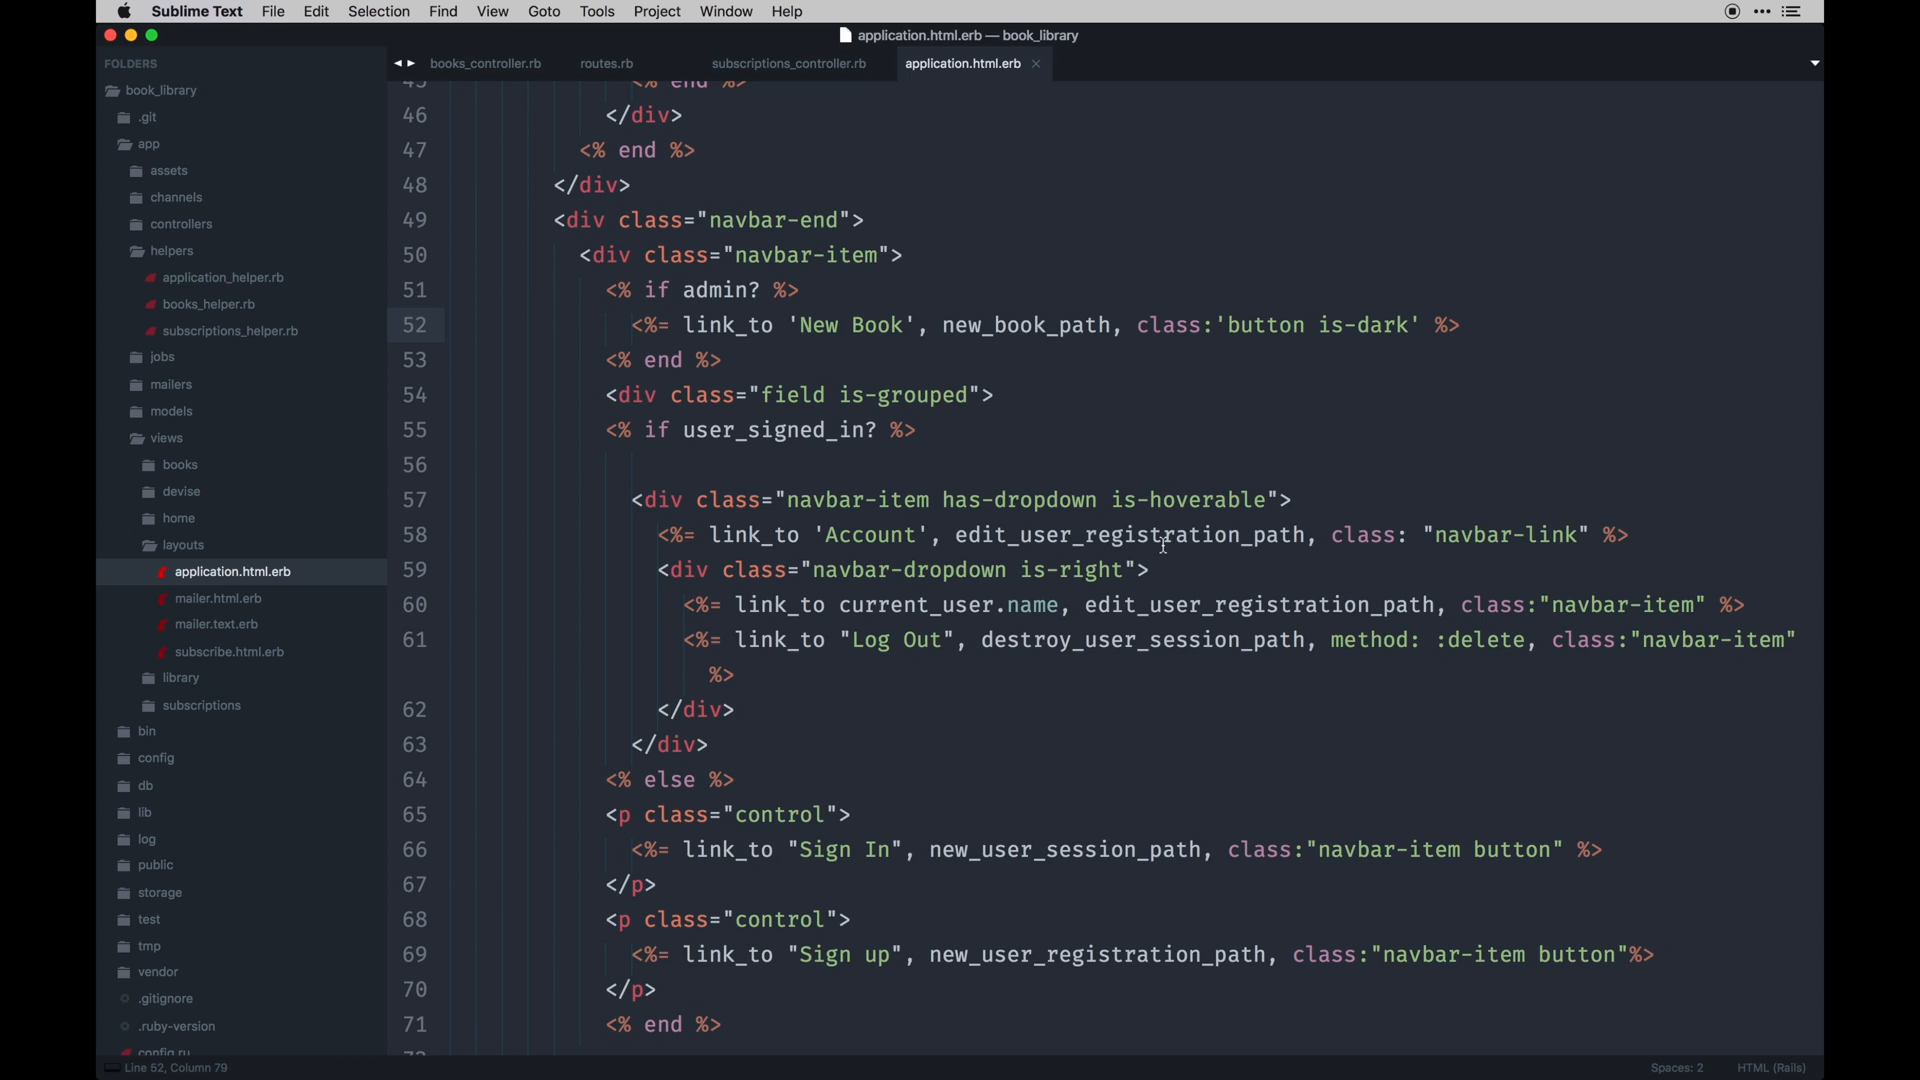 Sublime Text File Edit Selection Find View Goto Tools Project Window Help
application.html.erb — book_library
FOLDERS
book_library
.git
app
assets
channels
controllers
helpers
application_helper.rb
books_helper.rb
subscriptions_helper.rb
jobs
mailers
models
views
books
devise
home
layouts
application.html.erb
mailer.html.erb
mailer.text.erb
subscribe.html.erb
library
subscriptions
bin
config
db
lib
log
public
storage
test
tmp
vendor
.gitignore
.ruby-version
config.ru
books_controller.rb routes.rb subscriptions_controller.rb application.html.erb
45 <% end %>
46 </div>
47 <% end %>
48 </div>
49 <div class="navbar-end">
50 <div class="navbar-item">
51 <% if admin? %>
52 <%= link_to 'New Book', new_book_path, class:'button is-dark' %>
53 <% end %>
54 <div class="field is-grouped">
55 <% if user_signed_in? %>
56
57 <div class="navbar-item has-dropdown is-hoverable">
58 <%= link_to 'Account', edit_user_registration_path, class: "navbar-link" %>
59 <div class="navbar-dropdown is-right">
60 <%= link_to current_user.name, edit_user_registration_path, class:"navbar-item" %>
61 <%= link_to "Log Out", destroy_user_session_path, method: :delete, class:"navbar-item"
%>
62 </div>
63 </div>
64 <% else %>
65 <p class="control">
66 <%= link_to "Sign In", new_user_session_path, class:"navbar-item button" %>
67 </p>
68 <p class="control">
69 <%= link_to "Sign up", new_user_registration_path, class:"navbar-item button"%>
70 </p>
71 <% end %>
72
Line 52, Column 79
Spaces: 2 HTML (Rails)